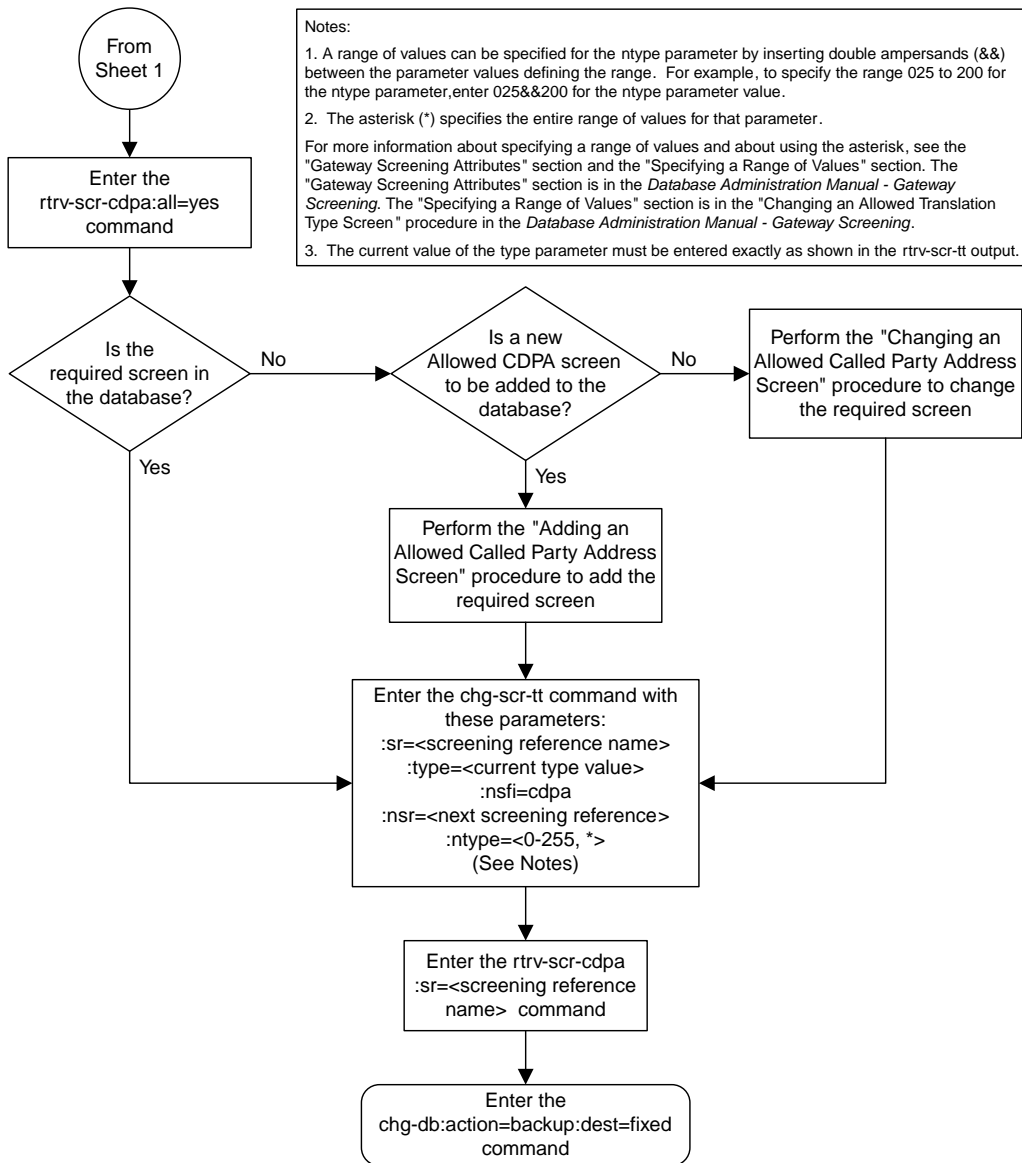 From
Sheet 1
Notes:
1. A range of values can be specified for the ntype parameter by inserting double ampersands (&&)
between the parameter values defining the range. For example, to specify the range 025 to 200 for
the ntype parameter,enter 025&&200 for the ntype parameter value.
2. The asterisk (*) specifies the entire range of values for that parameter.
For more information about specifying a range of values and about using the asterisk, see the
"Gateway Screening Attributes" section and the "Specifying a Range of Values" section. The
"Gateway Screening Attributes" section is in the Database Administration Manual - Gateway
Screening. The "Specifying a Range of Values" section is in the "Changing an Allowed Translation
Type Screen" procedure in the Database Administration Manual - Gateway Screening.
3. The current value of the type parameter must be entered exactly as shown in the rtrv-scr-tt output.
Enter the
rtrv-scr-cdpa:all=yes
command
Is the
required screen in
the database?
No
Yes
Is a new
Allowed CDPA screen
to be added to the
database?
No
Yes
Perform the "Changing an
Allowed Called Party Address
Screen" procedure to change
the required screen
Perform the "Adding an
Allowed Called Party Address
Screen" procedure to add the
required screen
Enter the chg-scr-tt command with
these parameters:
:sr=<screening reference name>
:type=<current type value>
:nsfi=cdpa
:nsr=<next screening reference>
:ntype=<0-255, *>
(See Notes)
Enter the rtrv-scr-cdpa
:sr=<screening reference
name> command
Enter the
chg-db:action=backup:dest=fixed
command